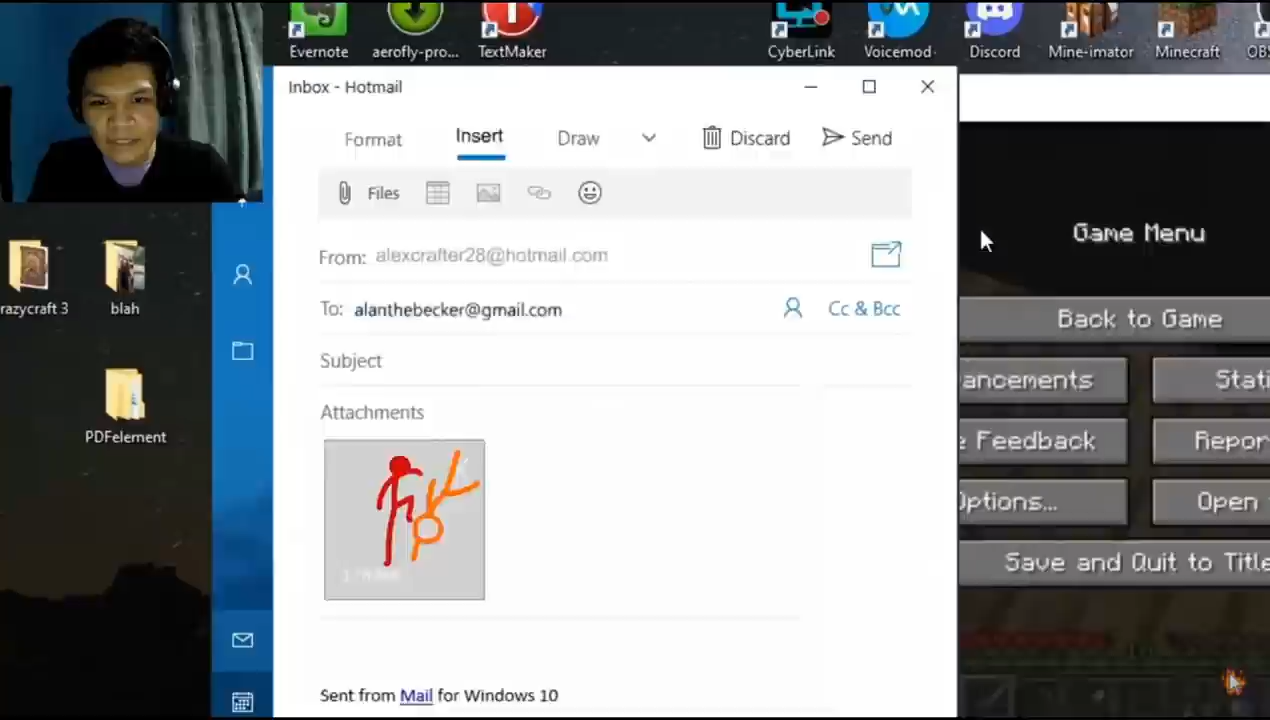 Evernote
aerofly-pro...
TextMaker
CyberLink
Voicemod
Discord
Mine-imator
Minecraft
Inbox - Hotmail
Format
Insert
Draw
Discard
Send
Files
From: alexcrafter28@hotmail.com
To: alanthebecker@gmail.com
Cc & Bcc
Subject
Attachments
Sent from Mail for Windows 10
razycraft 3
blah
PDFelement
Game Menu
Back to Game
ancements
Stati
e Feedback
Repor
Options...
Open
Save and Quit to Title